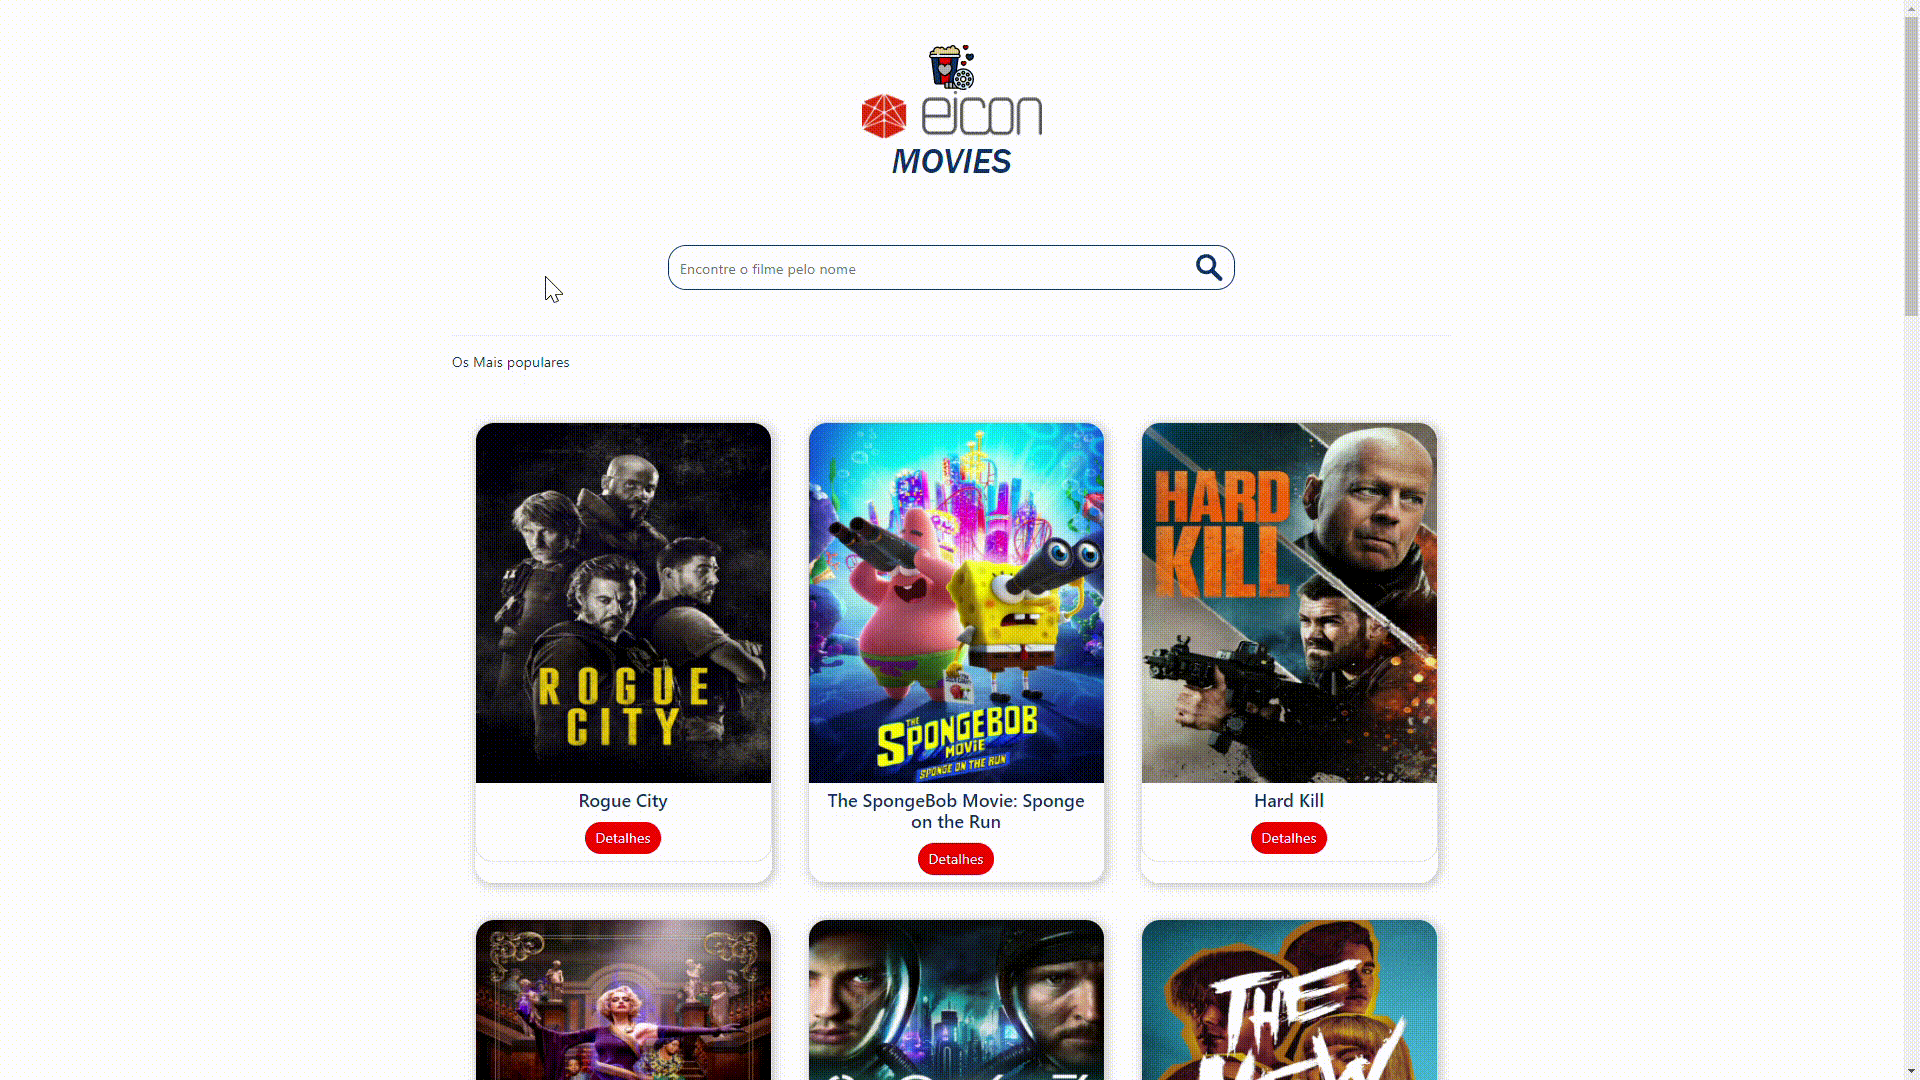 eicon
MOVIES
Encontre o filme pelo nome
Os Mais populares
ROGUE
CITY
THE
SPONGEBOB
MOVIE
SPONGE ON THE RUN
HARD
KILL
Rogue City
Detalhes
The SpongeBob Movie: Sponge
on the Run
Detalhes
Hard Kill
Detalhes
THE
NEW